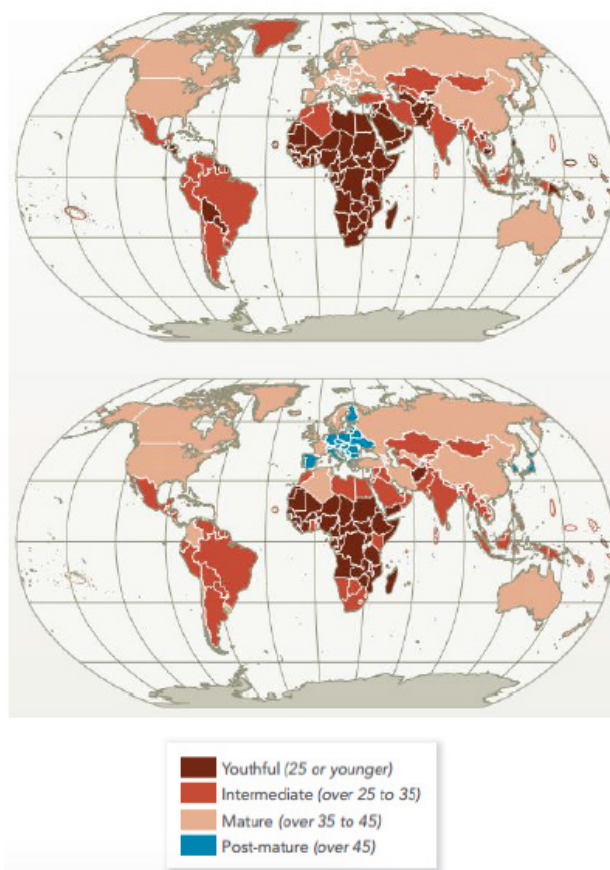 Youthful (25 or younger)
Intermediate (over 25 to 35)
Mature (over 35 to 45)
Post-mature (over 45)